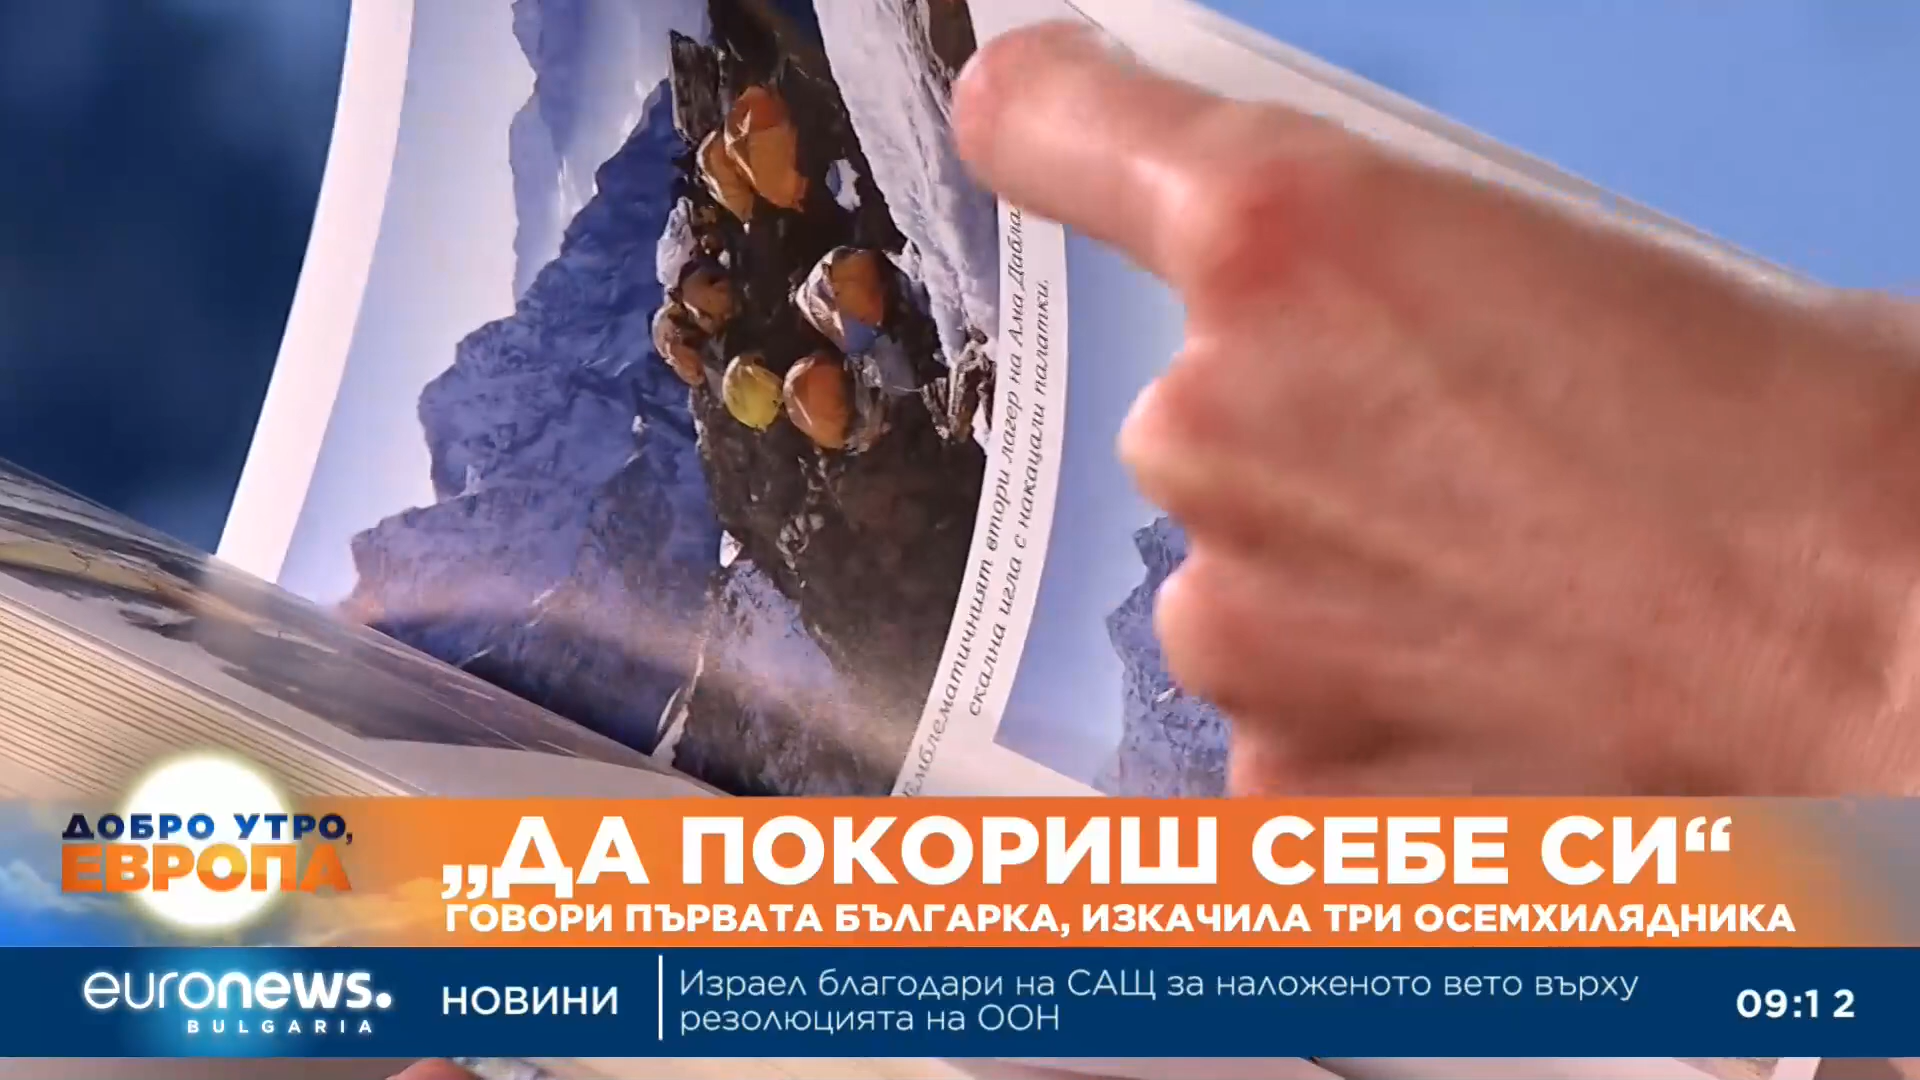 Емблематичният втори лагер на Ама Дабла
скална игла с накацали палатки.
ДОБРО УТРО,
ЕВРОПА
„ДА ПОКОРИШ СЕБЕ СИ“
ГОВОРИ ПЪРВАТА БЪЛГАРКА, ИЗКАЧИЛА ТРИ ОСЕМХИЛЯДНИКА
euronews.
BULGARIA
НОВИНИ
Израел благодари на САЩ за наложеното вето върху
резолюцията на ООН
09:12